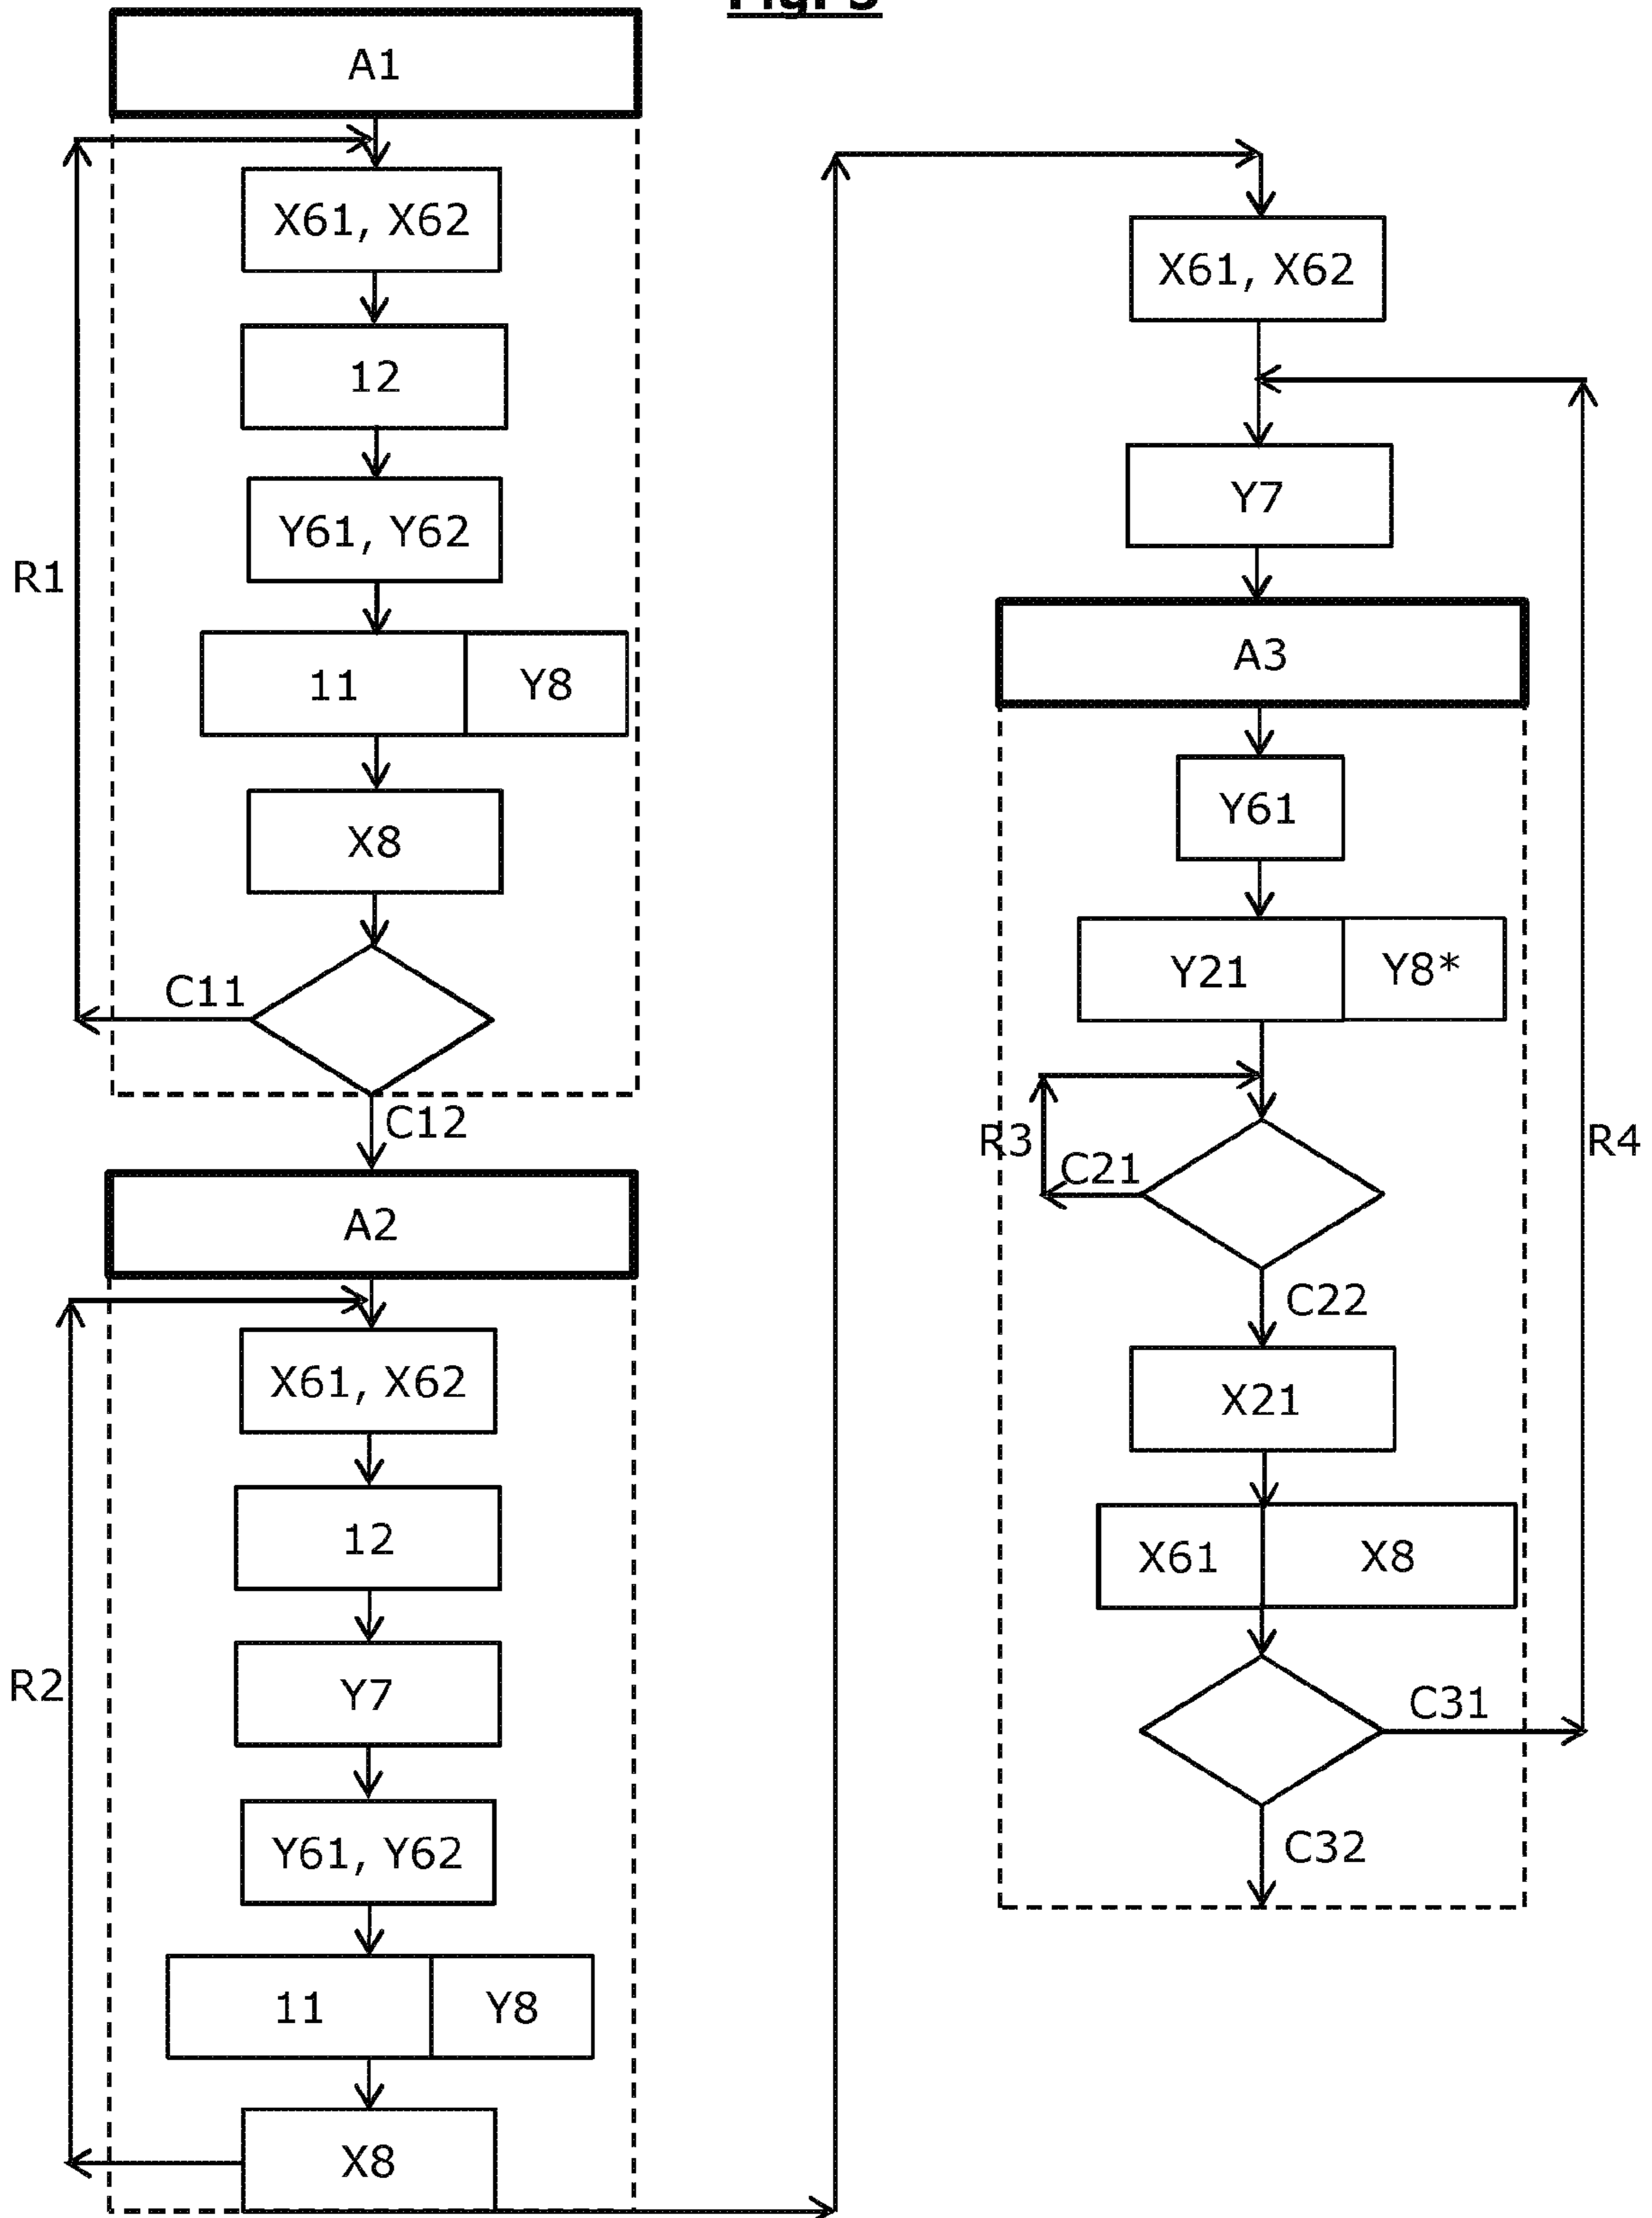 A1
X61, X62
12
Y61, Y62
11
Y8
X8
R1
C11
C12
A2
X61, X62
12
Y7
R2
Y61, Y62
11
Y8
X8
X61, X62
Y7
A3
Y61
Y21
Y8*
R3
C21
R4
C22
X21
X61
X8
C31
C32